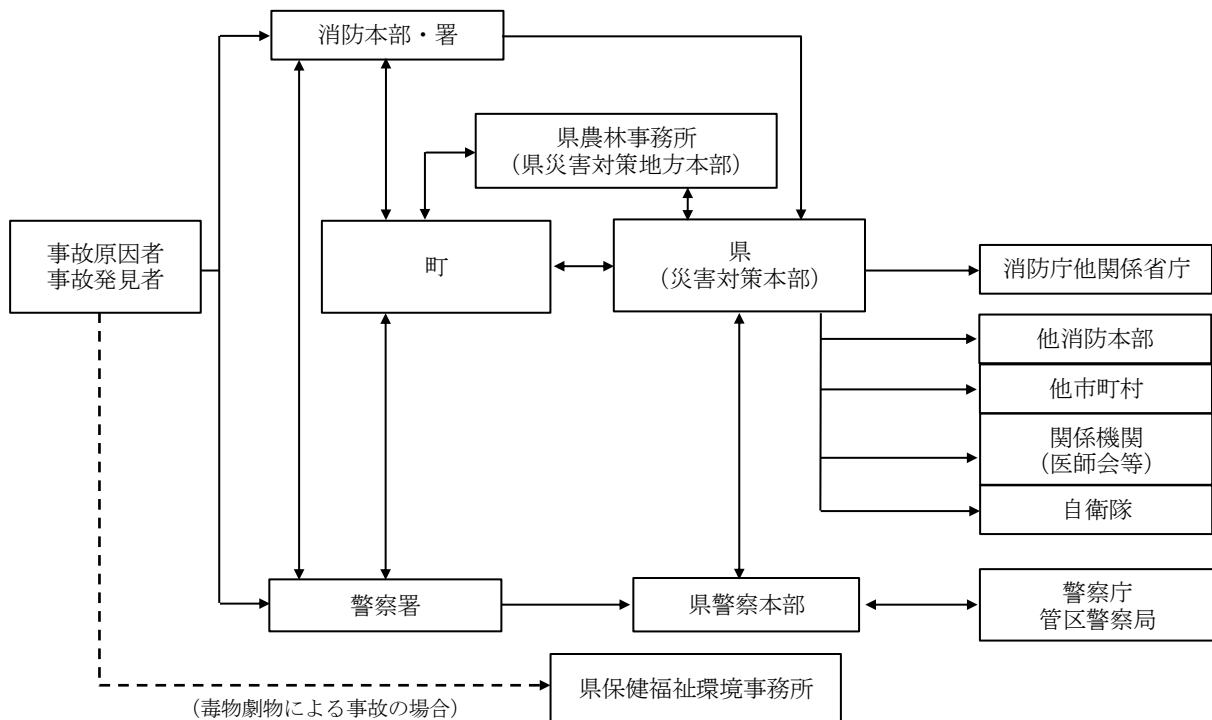 消防本部・署
県農林事務所
（県災害対策地方本部）
事故原因者
事故発見者
町
県
（災害対策本部）
消防庁他関係省庁
他消防本部
他市町村
関係機関
（医師会等）
自衛隊
警察署
県警察本部
警察庁
管区警察局
県保健福祉環境事務所
（毒物劇物による事故の場合）